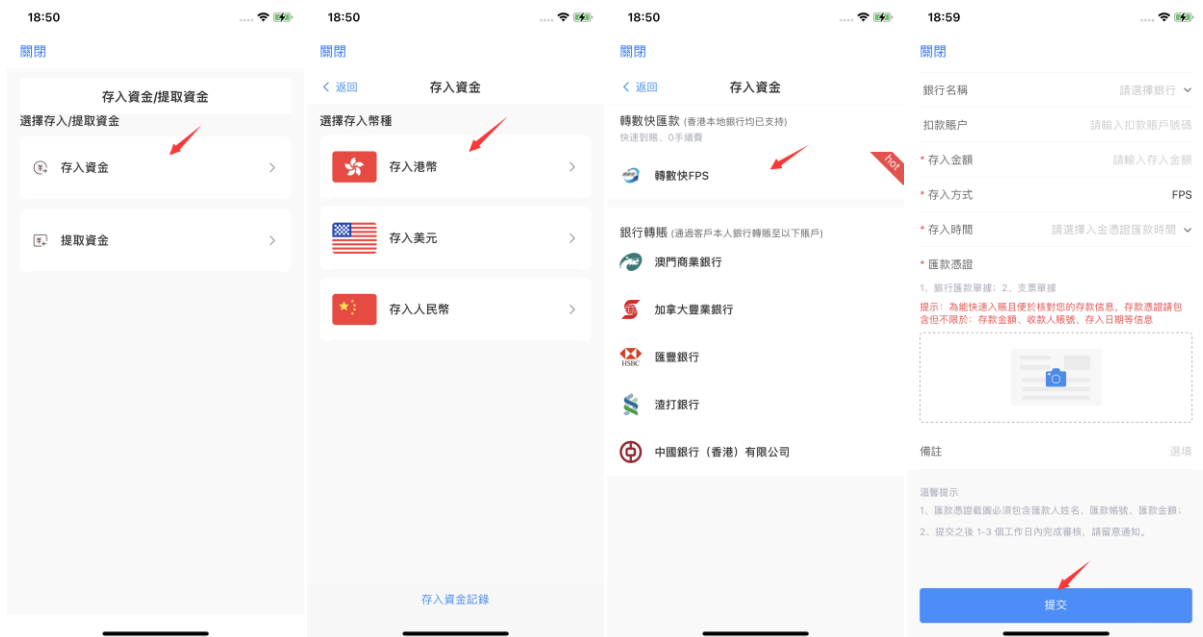 18:50
關閉
存入資金/提取資金
選擇存入/提取資金
存入資金
提取資金
18:50
關閉
返回
存入資金
選擇存入幣種
存入港幣
存入美元
存入人民幣
存入資金記錄
18:50
關閉
返回
存入資金
轉數快匯款 (香港本地銀行均已支持)
快速到賬、0手續費
轉數快FPS
hot
銀行轉賬 (通過客戶本人銀行轉賬至以下賬戶)
澳門商業銀行
加拿大豐業銀行
HSBC
匯豐銀行
渣打銀行
中國銀行（香港）有限公司
18:59
關閉
銀行名稱 請選擇銀行
扣款賬户 請輸入扣款賬戶號碼
* 存入金額 請輸入存入金額
* 存入方式 FPS
* 存入時間 請選擇入金憑證匯款時間
* 匯款憑證
1、銀行匯款單據；2、支票單據
提示：為能快速入賬且便於核對您的存款信息，存款憑證請包
含但不限於：存款金額、收款人賬號、存入日期等信息
備註 選填
溫馨提示
1、匯款憑證截圖必須包含匯款人姓名、匯款帳號、匯款金額；
2、提交之後 1-3 個工作日內完成審核，請留意通知。
提交